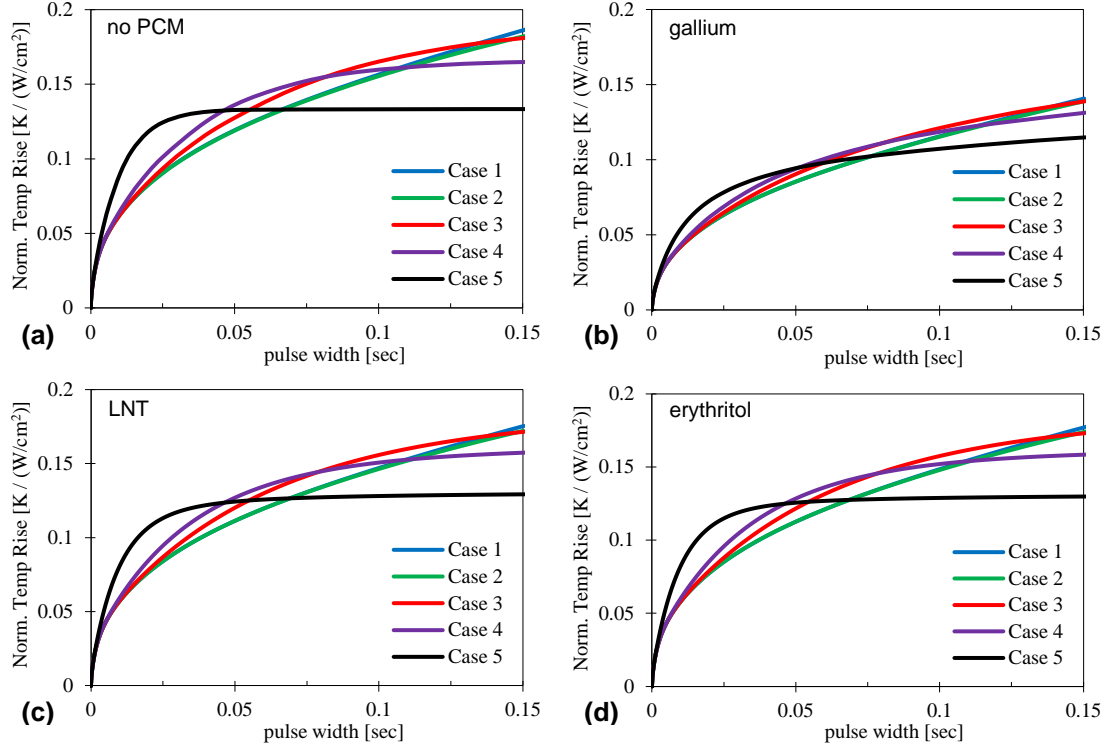 no PCM
Norm. Temp Rise [K / (W/cm²)]
0.2
0.15
0.1
0.05
0
Case 1
Case 2
Case 3
Case 4
Case 5
0 0.05 0.1 0.15
(a) pulse width [sec]
gallium
Norm. Temp Rise [K / (W/cm²)]
0.2
0.15
0.1
0.05
0
Case 1
Case 2
Case 3
Case 4
Case 5
0 0.05 0.1 0.15
(b) pulse width [sec]
LNT
Norm. Temp Rise [K / (W/cm²)]
0.2
0.15
0.1
0.05
0
Case 1
Case 2
Case 3
Case 4
Case 5
0 0.05 0.1 0.15
(c) pulse width [sec]
erythritol
Norm. Temp Rise [K / (W/cm²)]
0.2
0.15
0.1
0.05
0
Case 1
Case 2
Case 3
Case 4
Case 5
0 0.05 0.1 0.15
(d) pulse width [sec]